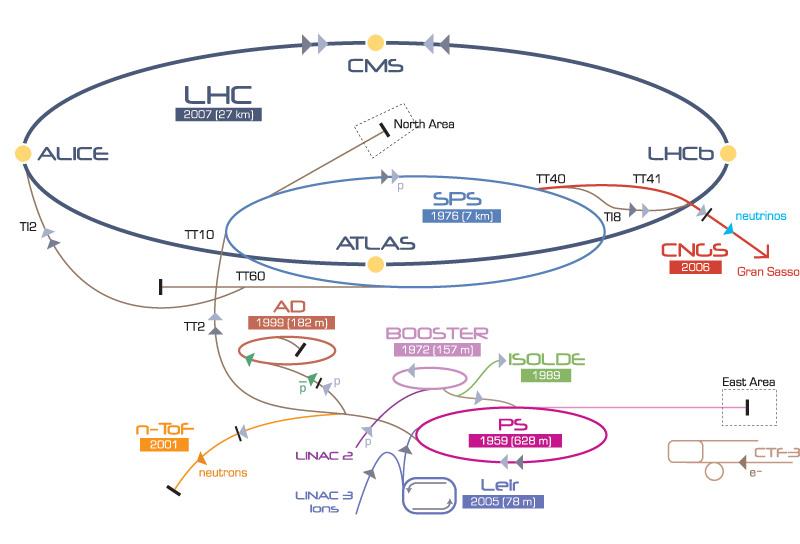 CMS
LHC
2007 (27 km)
North Area
ALICE
LHCb
TT40
TT41
SPS
1976 (7 km)
p
TI2
TI8
neutrinos
TT10
ATLAS
CNGS
2006
Gran Sasso
TT60
AD
1999 (182 m)
TT2
BOOSTER
1972 (157 m)
ISOLDE
1989
p̅
p
East Area
n-ToF
2001
PS
1959 (628 m)
p
LINAC 2
neutrons
CTF-3
e-
LINAC 3
Ions
LeIr
2005 (78 m)